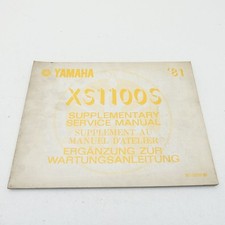 YAMAHA '81
XS1100S
SUPPLEMENTARY
SERVICE MANUAL
SUPPLEMENT AU
MANUEL D'ATELIER
ERGÄNZUNG ZUR
WARTUNGSANLEITUNG